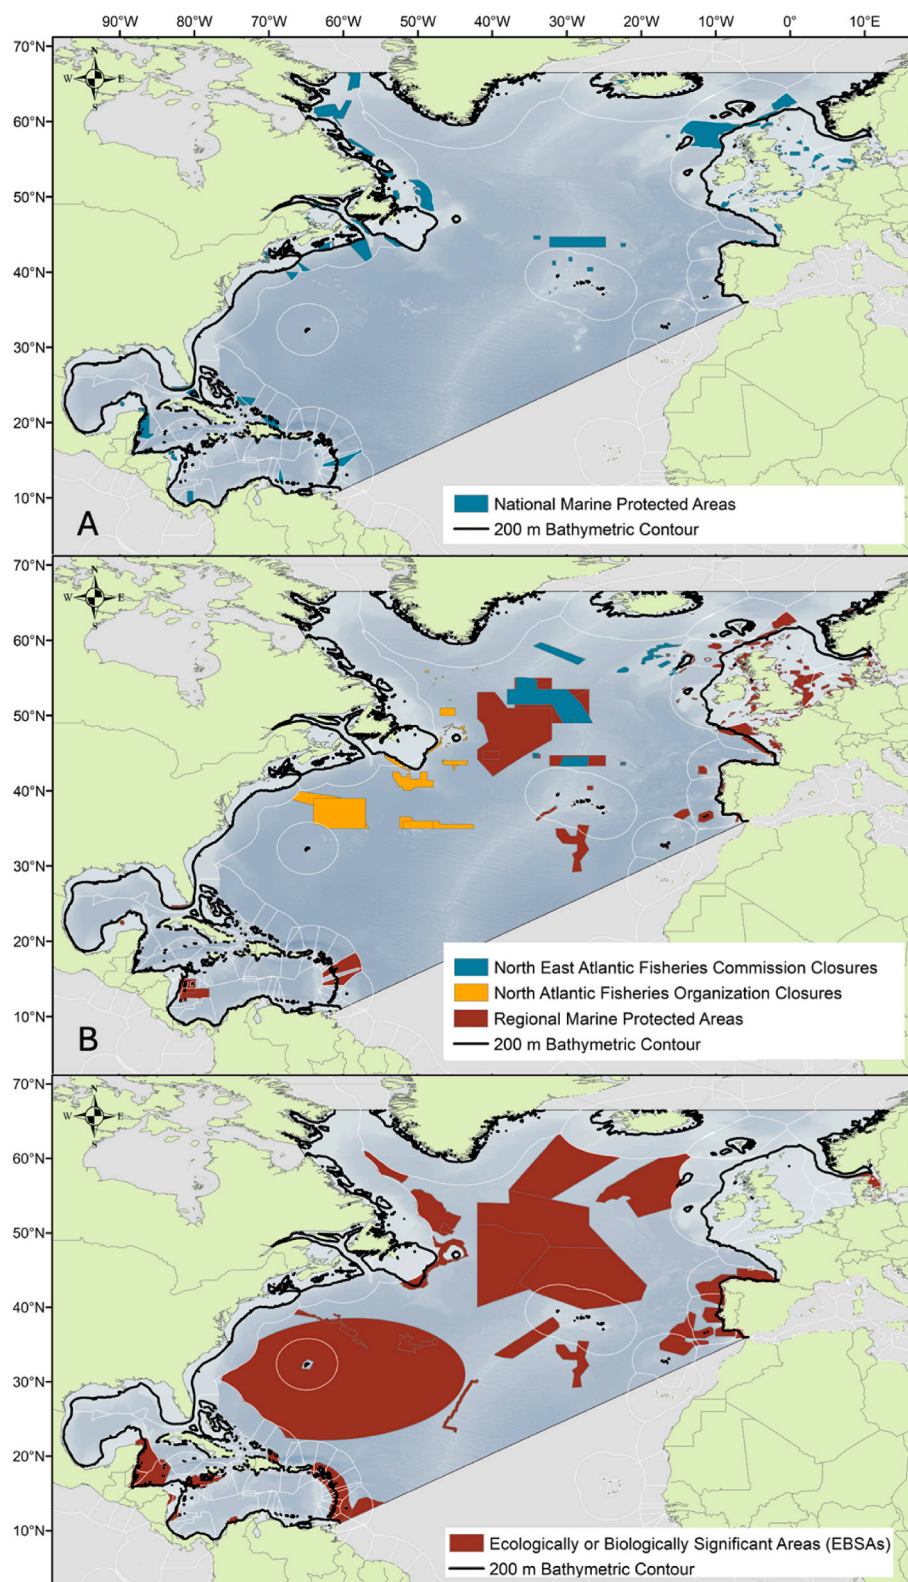 90°W 80°W 70°W 60°W 50°W 40°W 30°W 20°W 10°W 0° 10°E
70°N
N
W E
S
60°N
50°N
40°N
30°N
20°N
10°N
A
National Marine Protected Areas
200 m Bathymetric Contour
70°N
N
W E
S
60°N
50°N
40°N
30°N
20°N
10°N
B
North East Atlantic Fisheries Commission Closures
North Atlantic Fisheries Organization Closures
Regional Marine Protected Areas
200 m Bathymetric Contour
70°N
N
W E
S
60°N
50°N
40°N
30°N
20°N
10°N
Ecologically or Biologically Significant Areas (EBSAs)
200 m Bathymetric Contour